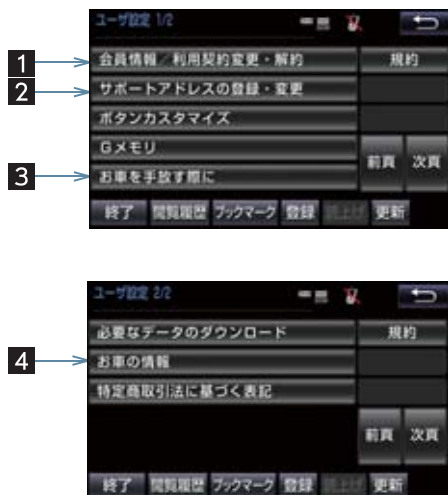 ユーザ設定 1/2
1 会員情報/利用契約変更・解約 規約
2 サポートアドレスの登録・変更
ボタンカスタマイズ
Gメモリ
前頁 次頁
3 お車を手放す際に
終了 閲覧履歴 ブックマーク 登録 読上げ 更新
ユーザ設定 2/2
必要なデータのダウンロード 規約
4 お車の情報
特定商取引法に基づく表記
前頁 次頁
終了 閲覧履歴 ブックマーク 登録 読上げ 更新